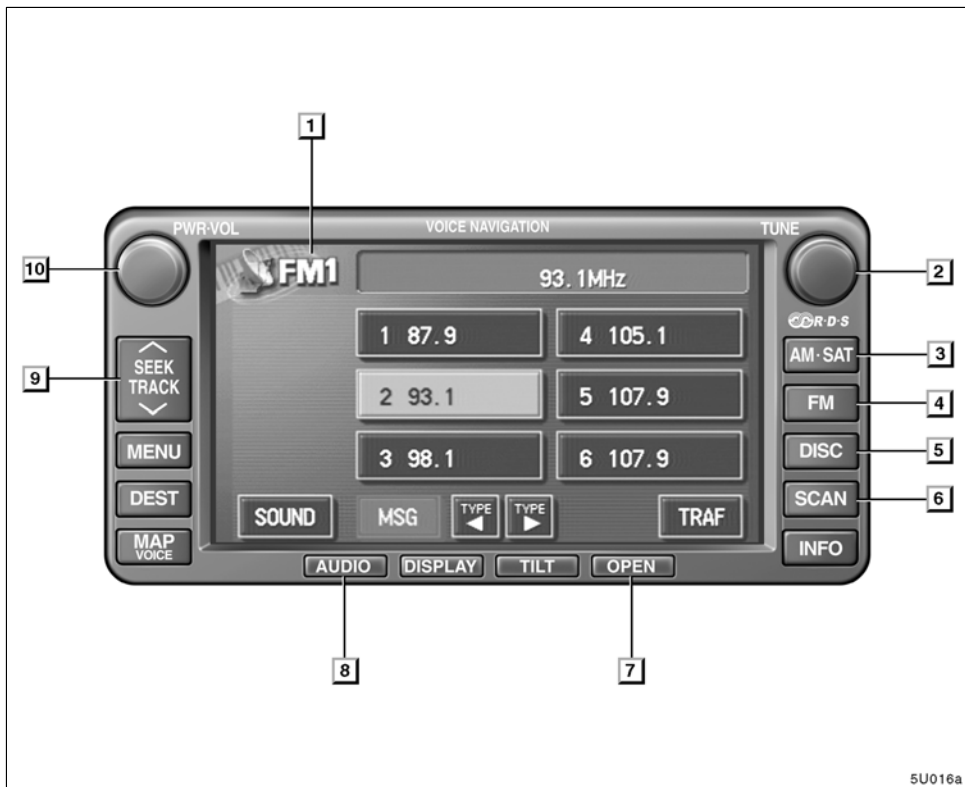 1
PWR·VOL
VOICE NAVIGATION
TUNE
10
FM1
93.1MHz
2
R·D·S
1 87.9
4 105.1
AM·SAT
3
9
SEEK
TRACK
2 93.1
5 107.9
FM
4
MENU
3 98.1
6 107.9
DISC
5
DEST
SCAN
6
SOUND
MSG
TYPE
TYPE
TRAF
MAP
VOICE
INFO
AUDIO
DISPLAY
TILT
OPEN
8
7
5U016a